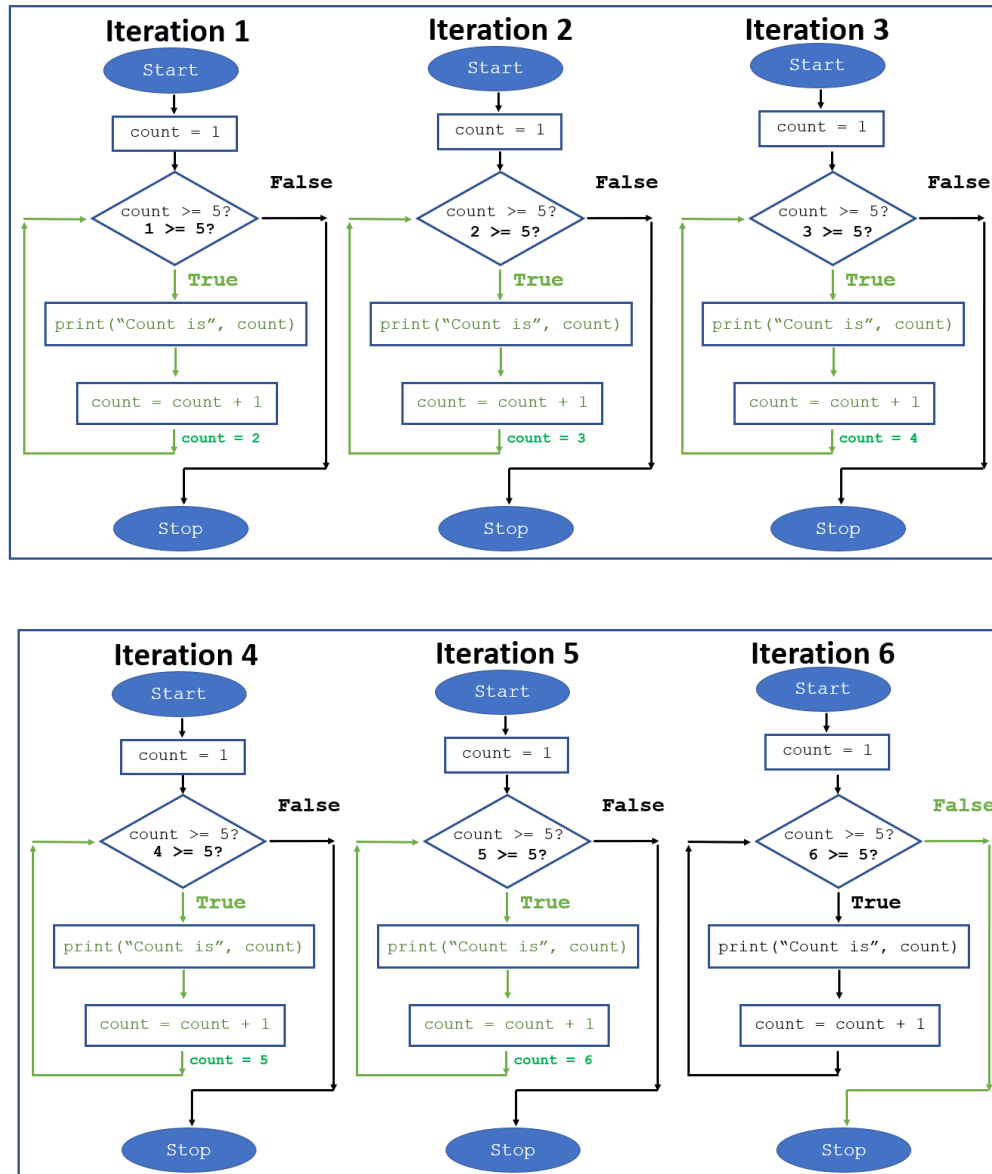 Iteration 1
Start
count = 1
False
count >= 5?
1 >= 5?
True
print(“Count is”, count)
count = count + 1
count = 2
Stop
Iteration 2
Start
count = 1
False
count >= 5?
2 >= 5?
True
print(“Count is”, count)
count = count + 1
count = 3
Stop
Iteration 3
Start
count = 1
False
count >= 5?
3 >= 5?
True
print(“Count is”, count)
count = count + 1
count = 4
Stop
Iteration 4
Start
count = 1
False
count >= 5?
4 >= 5?
True
print(“Count is”, count)
count = count + 1
count = 5
Stop
Iteration 5
Start
count = 1
False
count >= 5?
5 >= 5?
True
print(“Count is”, count)
count = count + 1
count = 6
Stop
Iteration 6
Start
count = 1
False
count >= 5?
6 >= 5?
True
print(“Count is”, count)
count = count + 1
Stop